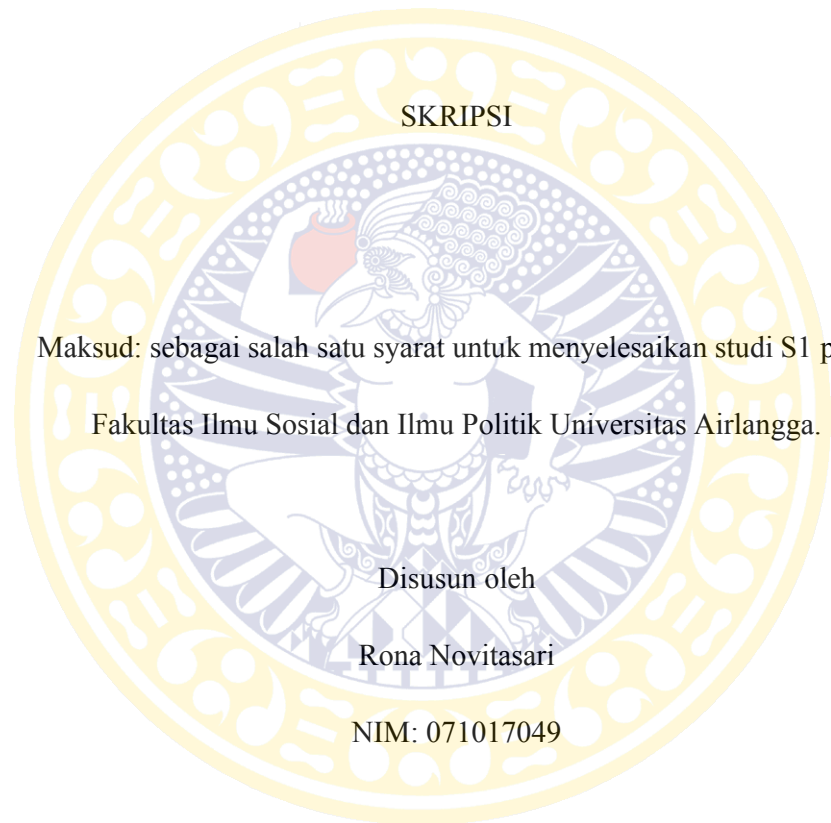 SKRIPSI
Maksud: sebagai salah satu syarat untuk menyelesaikan studi S1 p
Fakultas Ilmu Sosial dan Ilmu Politik Universitas Airlangga.
Disusun oleh
Rona Novitasari
NIM: 071017049